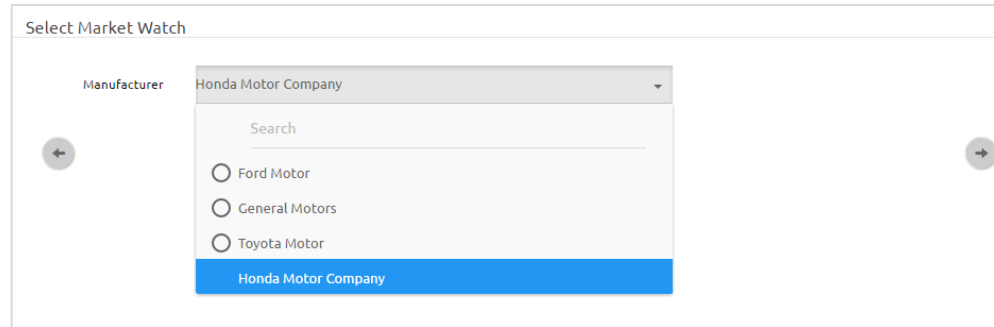 Select Market Watch
Manufacturer Honda Motor Company
Search
Ford Motor
General Motors
Toyota Motor
Honda Motor Company